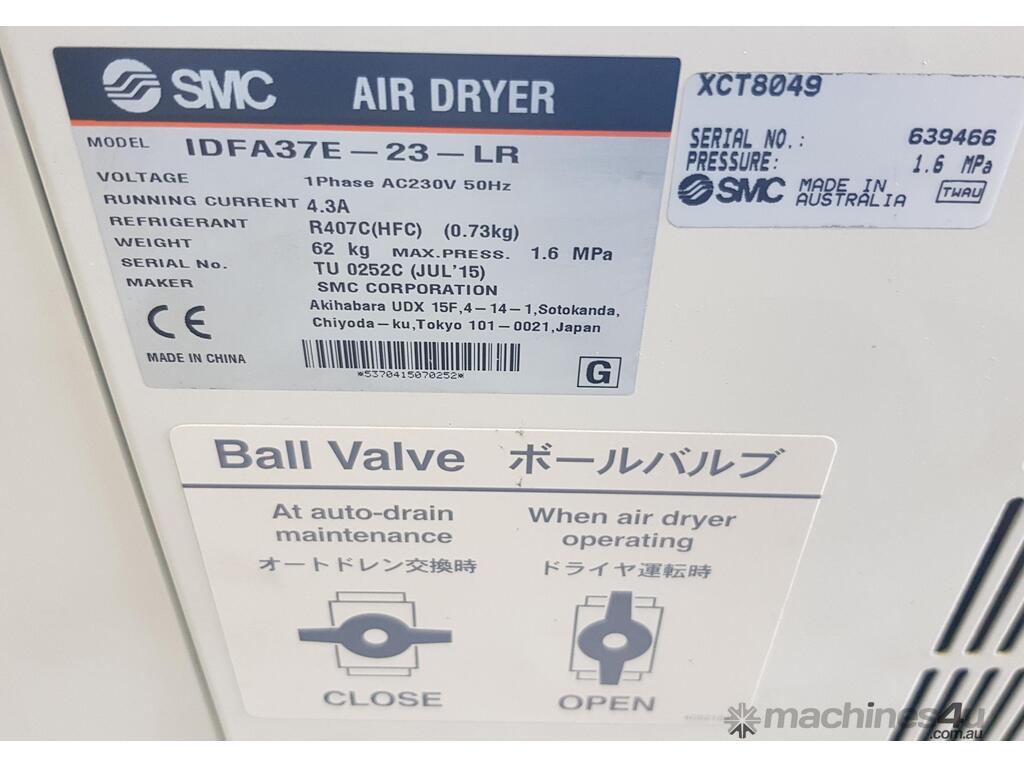 SMC AIR DRYER
MODEL IDFA37E-23-LR
VOLTAGE 1Phase AC230V 50Hz
RUNNING CURRENT 4.3A
REFRIGERANT R407C(HFC) (0.73kg)
WEIGHT 62 kg MAX.PRESS. 1.6 MPa
SERIAL No. TU 0252C (JUL'15)
MAKER SMC CORPORATION
Akihabara UDX 15F,4-14-1,Sotokanda,
Chiyoda-ku,Tokyo 101-0021,Japan
CE
MADE IN CHINA
*5370415070252*
G
XCT8049
SERIAL NO.: 639466
PRESSURE: 1.6 MPa
SMC MADE IN
AUSTRALIA
TWAU
Ball Valve ボールバルブ
At auto-drain
maintenance
オートドレン交換時
CLOSE
When air dryer
operating
ドライヤ運転時
OPEN
machines4u
.com.au